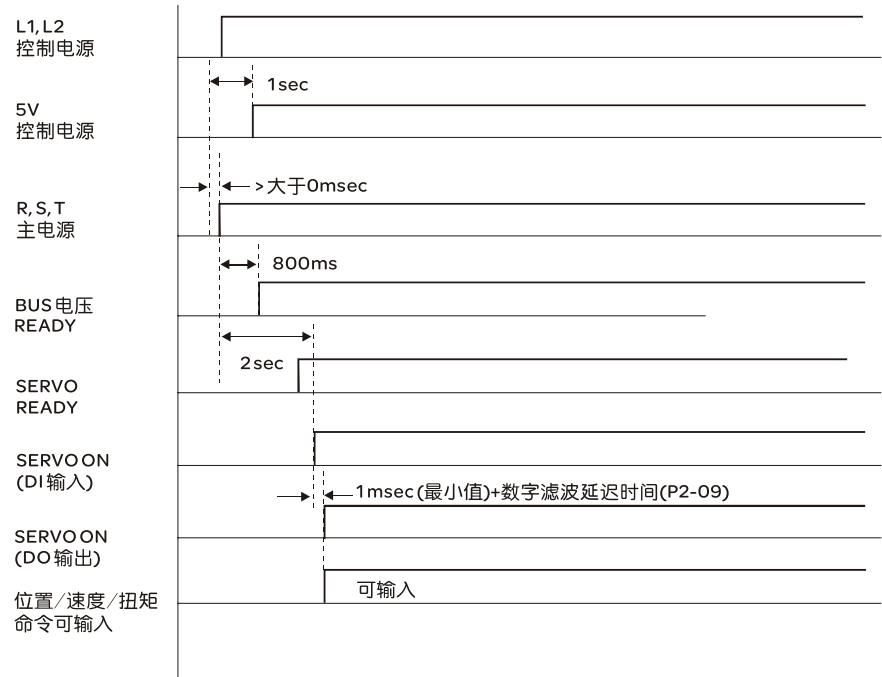 L1, L2
控制电源
1sec
5V
控制电源
>大于0msec
R, S, T
主电源
800ms
BUS电压
READY
2sec
SERVO
READY
SERVO ON
(DI输入)
1msec(最小值)+数字滤波延迟时间(P2-09)
SERVO ON
(DO输出)
位置/速度/扭矩
命令可输入
可输入